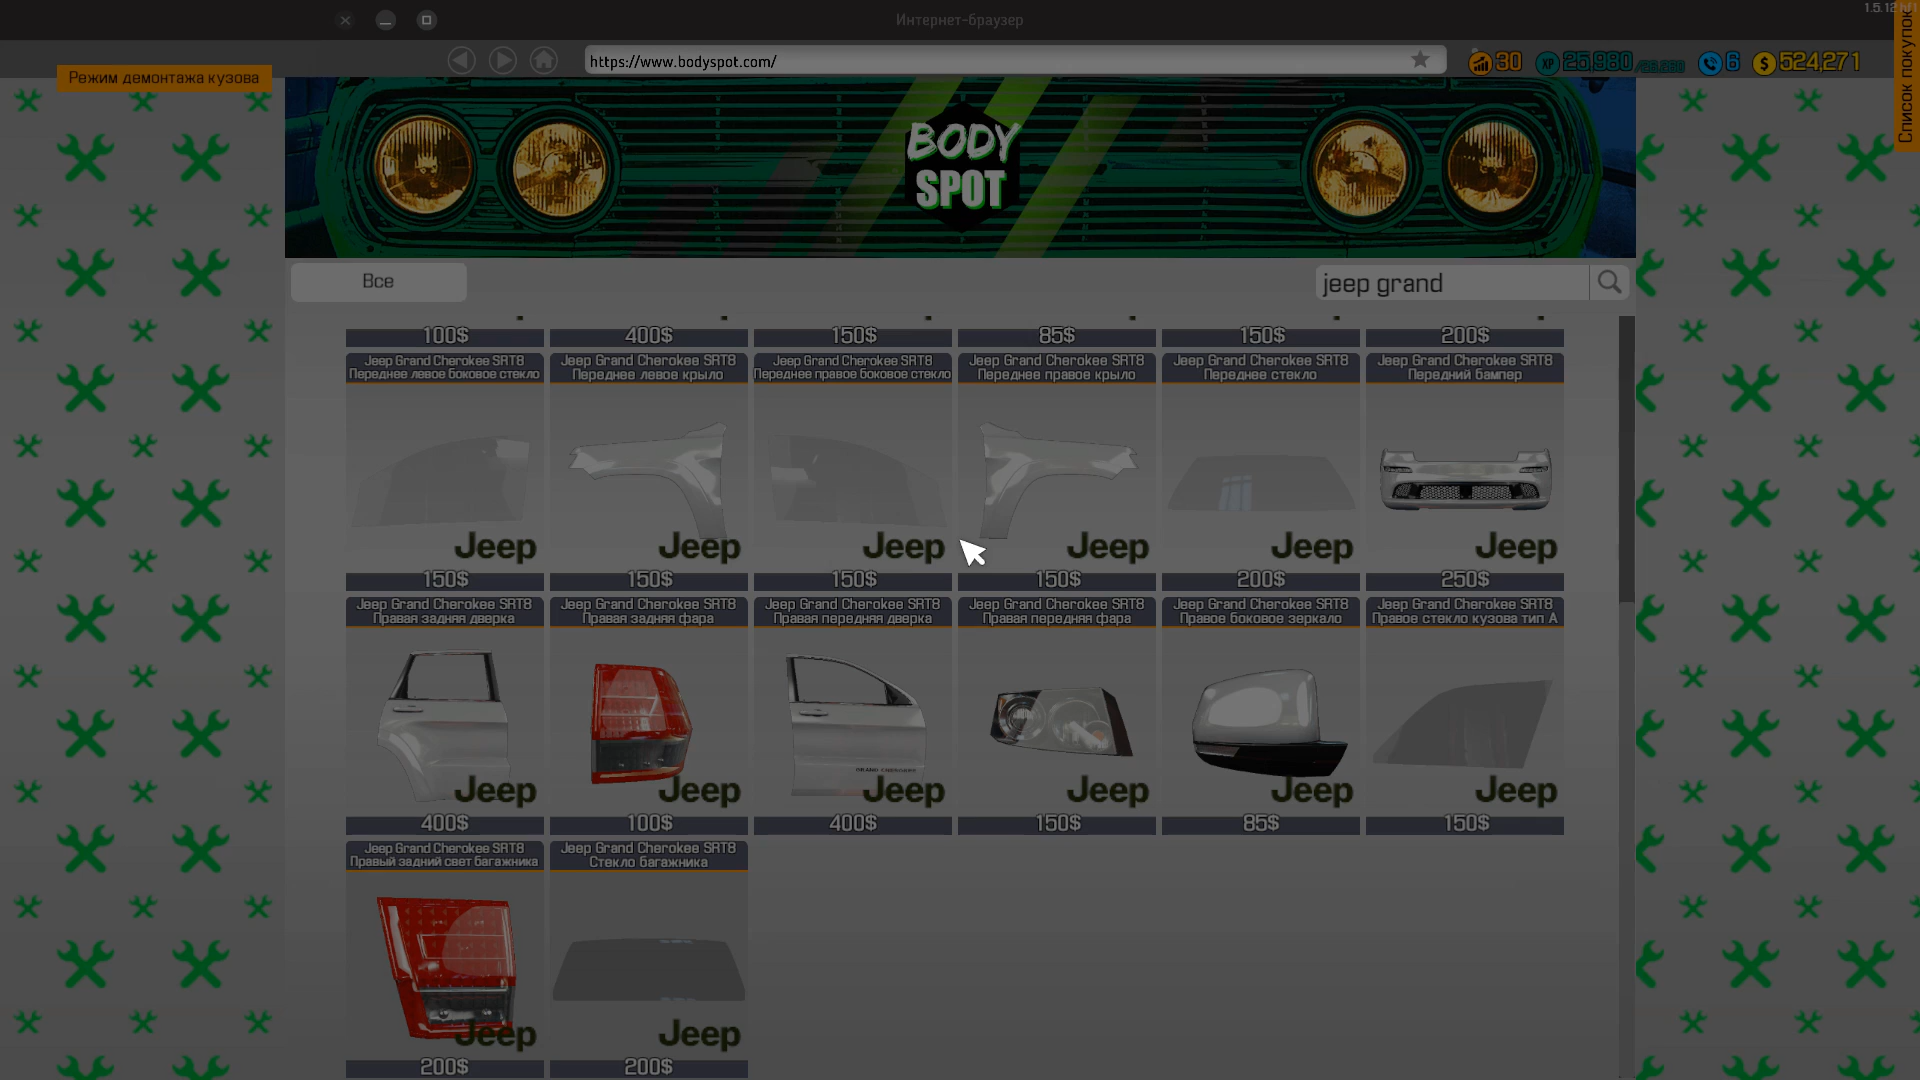 1.5.12
Интернет-браузер
https://www.bodyspot.com/
30
XP 25,980
6
$ 524,271
Режим демонтажа кузова
Список покупок
BODY
SPOT
Все
jeep grand
100$ 400$ 150$ 85$ 150$ 200$
Jeep Grand Cherokee SRT8
Переднее левое боковое стекло
Jeep
150$
Jeep Grand Cherokee SRT8
Переднее левое крыло
Jeep
150$
Jeep Grand Cherokee SRT8
Переднее правое боковое стекло
Jeep
150$
Jeep Grand Cherokee SRT8
Переднее правое крыло
Jeep
150$
Jeep Grand Cherokee SRT8
Переднее стекло
Jeep
200$
Jeep Grand Cherokee SRT8
Передний бампер
Jeep
250$
Jeep Grand Cherokee SRT8
Правая задняя дверка
Jeep
400$
Jeep Grand Cherokee SRT8
Правая задняя фара
Jeep
100$
Jeep Grand Cherokee SRT8
Правая передняя дверка
GRAND CHEROKEE
Jeep
400$
Jeep Grand Cherokee SRT8
Правая передняя фара
Jeep
150$
Jeep Grand Cherokee SRT8
Правое боковое зеркало
Jeep
85$
Jeep Grand Cherokee SRT8
Правое стекло кузова тип А
Jeep
150$
Jeep Grand Cherokee SRT8
Правый задний свет багажника
Jeep
200$
Jeep Grand Cherokee SRT8
Стекло багажника
Jeep
200$